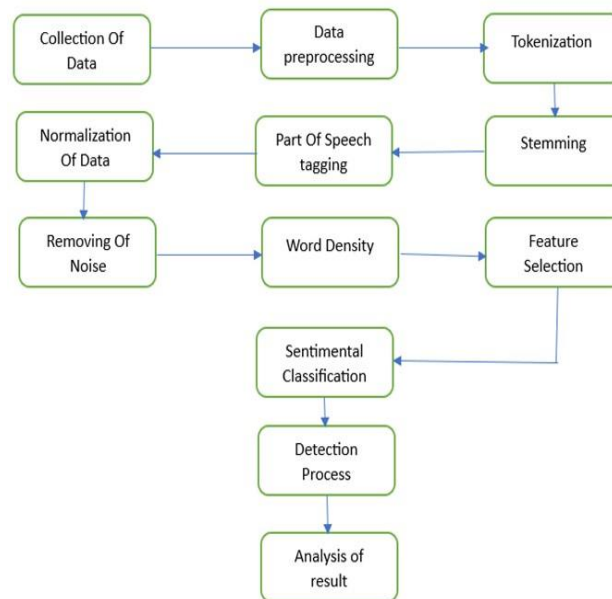 Collection Of
Data
Data
preprocessing
Tokenization
Stemming
Part Of Speech
tagging
Normalization
Of Data
Removing Of
Noise
Word Density
Feature
Selection
Sentimental
Classification
Detection
Process
Analysis of
result